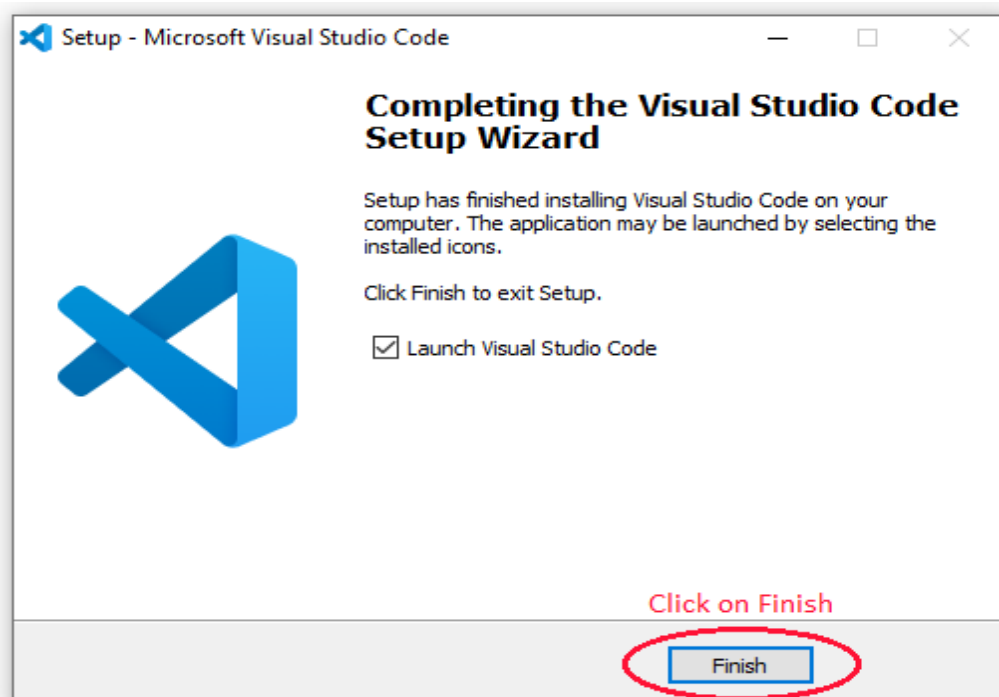 Setup - Microsoft Visual Studio Code
Completing the Visual Studio Code
Setup Wizard
Setup has finished installing Visual Studio Code on your
computer. The application may be launched by selecting the
installed icons.
Click Finish to exit Setup.
Launch Visual Studio Code
Click on Finish
Finish